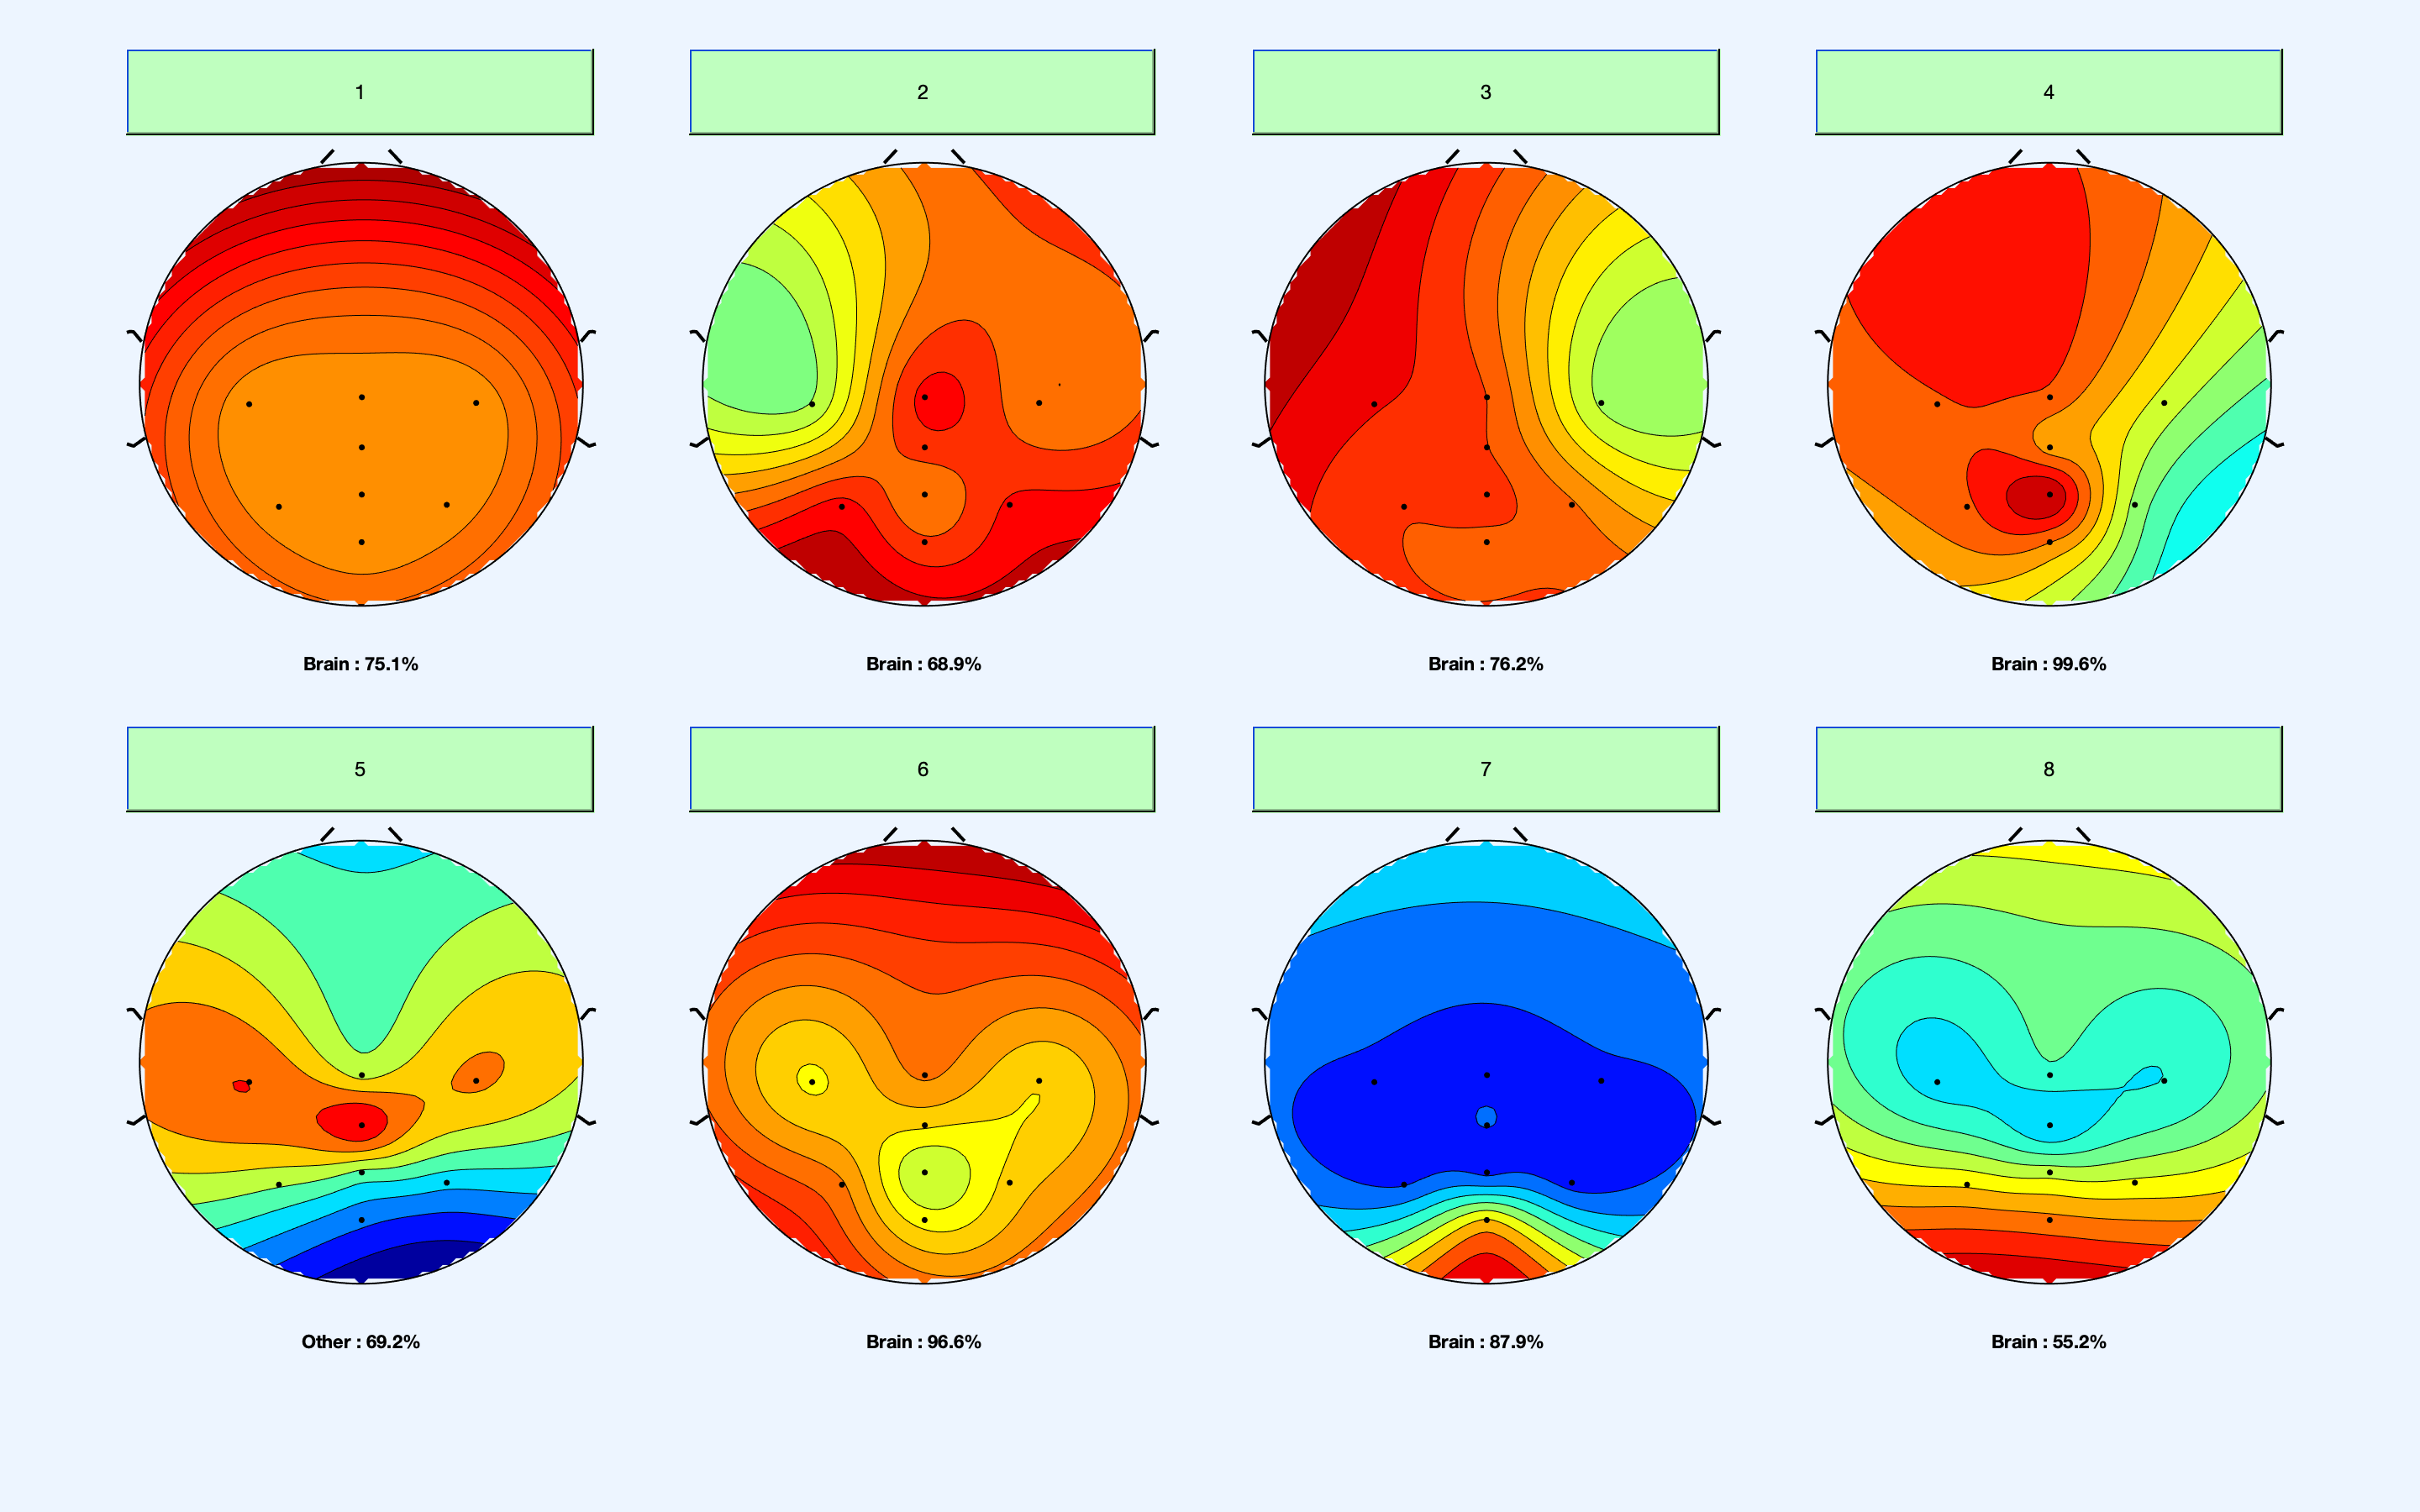 1
2
3
4
Brain : 75.1%
Brain : 68.9%
Brain : 76.2%
Brain : 99.6%
5
6
7
8
Other : 69.2%
Brain : 96.6%
Brain : 87.9%
Brain : 55.2%